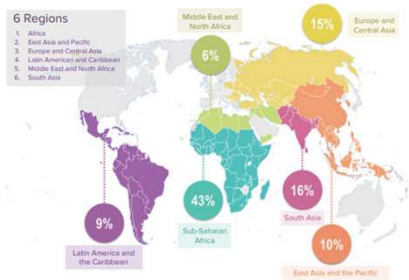 6 Regions
1. Africa
2. East Asia and Pacific
3. Europe and Central Asia
4. Latin American and Caribbean
5. Middle East and North Africa
6. South Asia
Middle East and
North Africa
6%
15%
Europe and
Central Asia
9%
Latin America and
the Caribbean
43%
Sub-Saharan
Africa
16%
South Asia
10%
East Asia and the Pacific